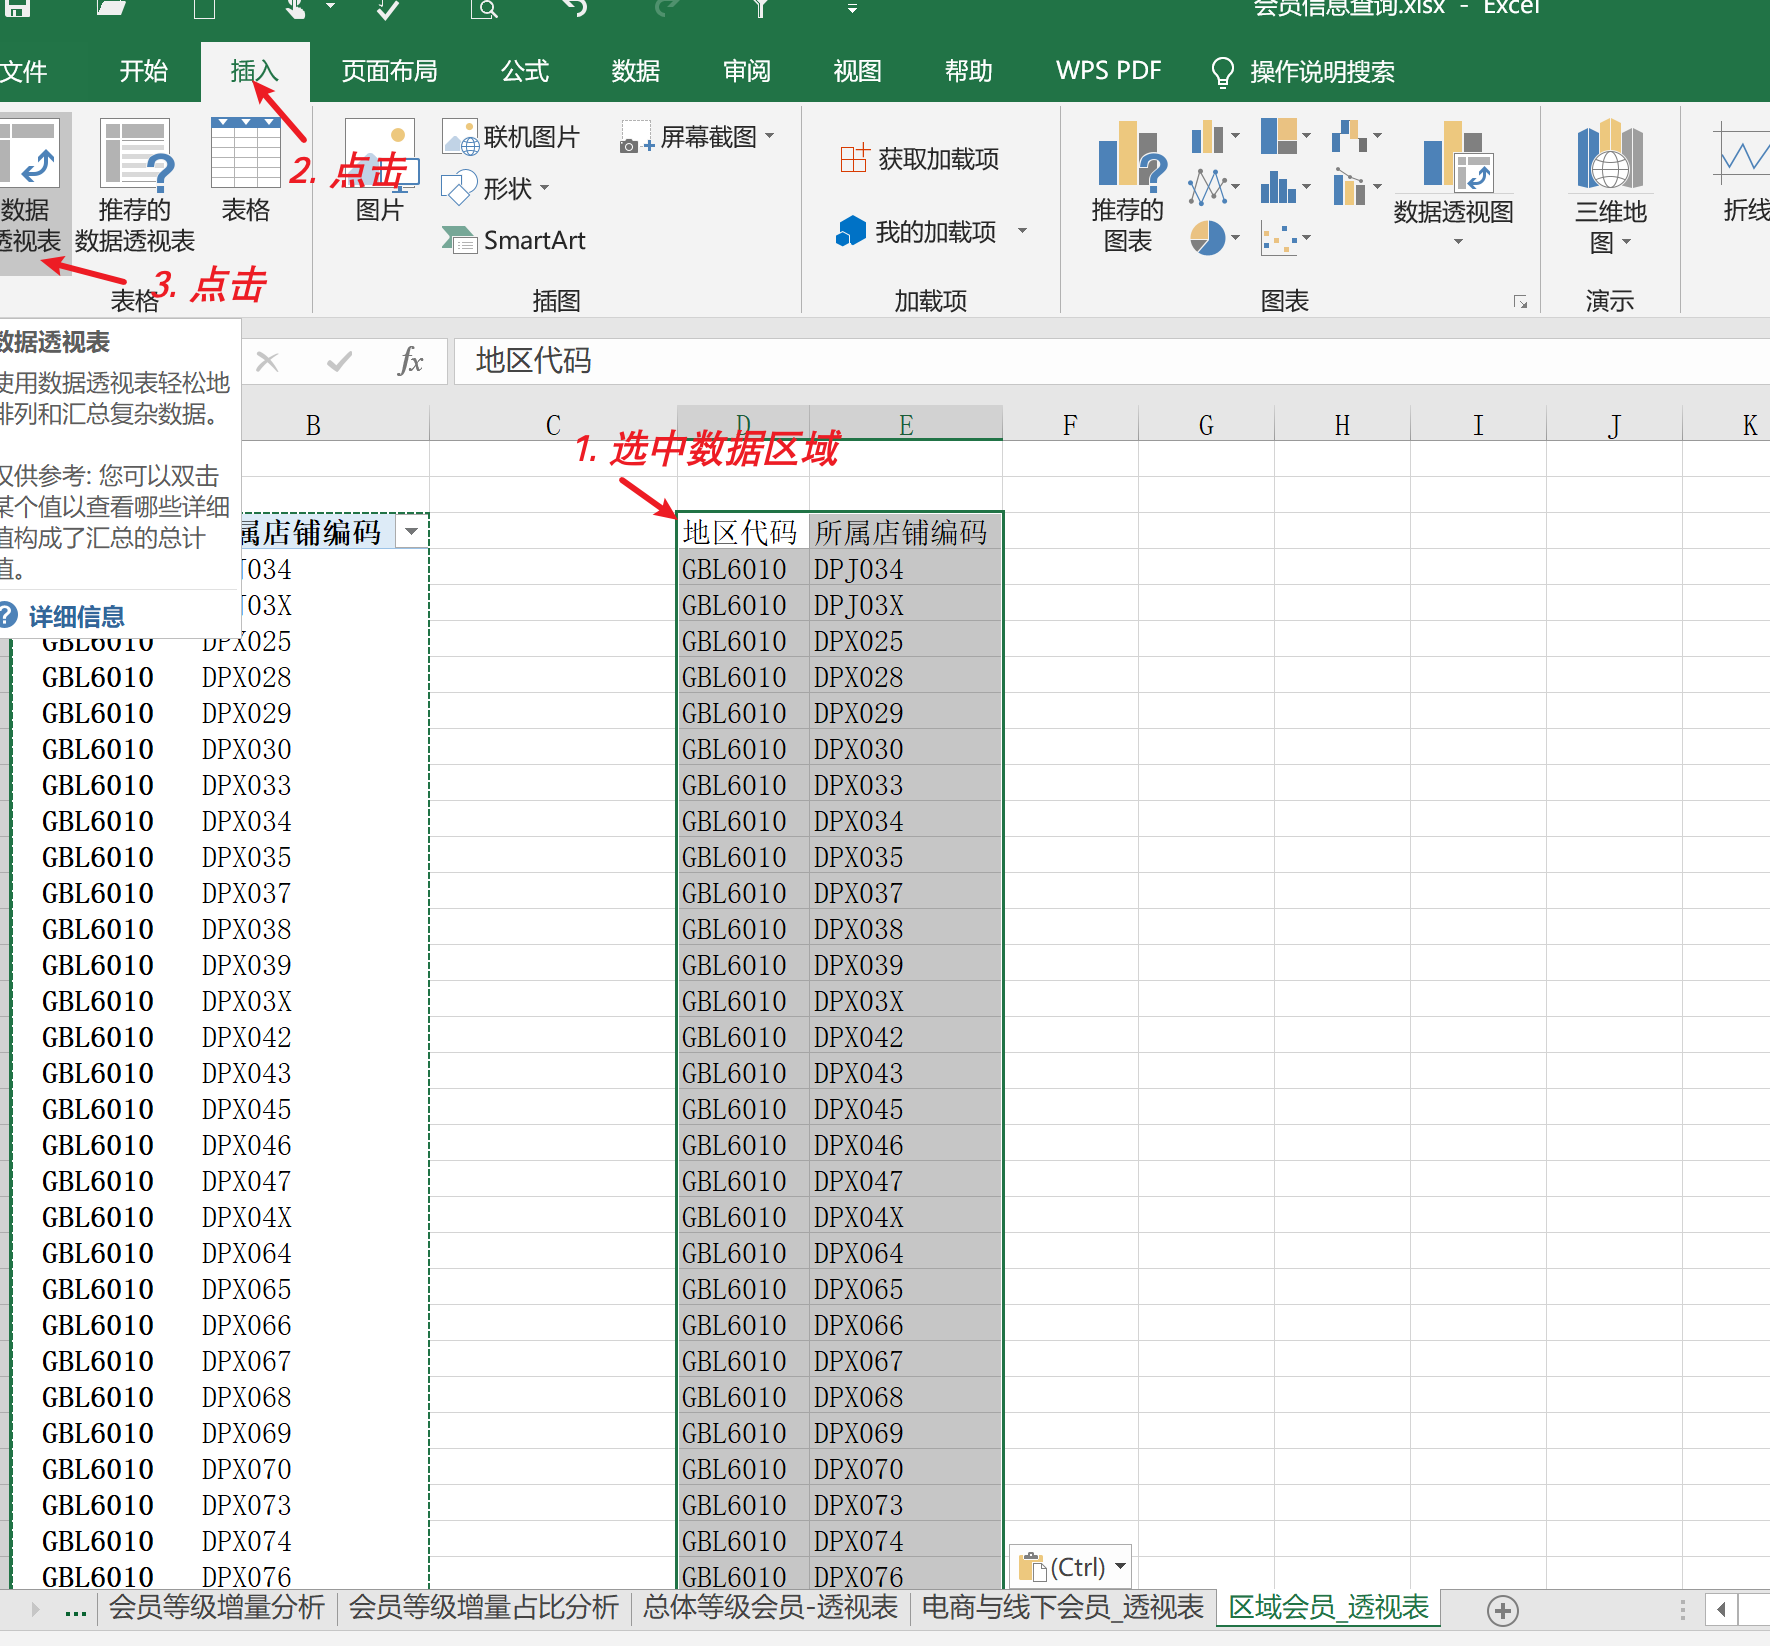 会员信息查询.xlsx - Excel
文件 开始 插入 页面布局 公式 数据 审阅 视图 帮助 WPS PDF 操作说明搜索
数据
透视表
推荐的
数据透视表
表格
表格
2. 点击
3. 点击
图片
联机图片
形状
SmartArt
屏幕截图
插图
获取加载项
我的加载项
加载项
推荐的
图表
数据透视图
图表
三维地
图
演示
折线
数据透视表
使用数据透视表轻松地
排列和汇总复杂数据。
仅供参考: 您可以双击
某个值以查看哪些详细
值构成了汇总的总计
值。
详细信息
fx 地区代码
B C D E F G H I J K
1. 选中数据区域
属店铺编码 地区代码 所属店铺编码
J034 GBL6010 DPJ034
J03X GBL6010 DPJ03X
GBL6010 DPX025 GBL6010 DPX025
GBL6010 DPX028 GBL6010 DPX028
GBL6010 DPX029 GBL6010 DPX029
GBL6010 DPX030 GBL6010 DPX030
GBL6010 DPX033 GBL6010 DPX033
GBL6010 DPX034 GBL6010 DPX034
GBL6010 DPX035 GBL6010 DPX035
GBL6010 DPX037 GBL6010 DPX037
GBL6010 DPX038 GBL6010 DPX038
GBL6010 DPX039 GBL6010 DPX039
GBL6010 DPX03X GBL6010 DPX03X
GBL6010 DPX042 GBL6010 DPX042
GBL6010 DPX043 GBL6010 DPX043
GBL6010 DPX045 GBL6010 DPX045
GBL6010 DPX046 GBL6010 DPX046
GBL6010 DPX047 GBL6010 DPX047
GBL6010 DPX04X GBL6010 DPX04X
GBL6010 DPX064 GBL6010 DPX064
GBL6010 DPX065 GBL6010 DPX065
GBL6010 DPX066 GBL6010 DPX066
GBL6010 DPX067 GBL6010 DPX067
GBL6010 DPX068 GBL6010 DPX068
GBL6010 DPX069 GBL6010 DPX069
GBL6010 DPX070 GBL6010 DPX070
GBL6010 DPX073 GBL6010 DPX073
GBL6010 DPX074 GBL6010 DPX074
GBL6010 DPX076 GBL6010 DPX076
(Ctrl)
... 会员等级增量分析 会员等级增量占比分析 总体等级会员-透视表 电商与线下会员_透视表 区域会员_透视表